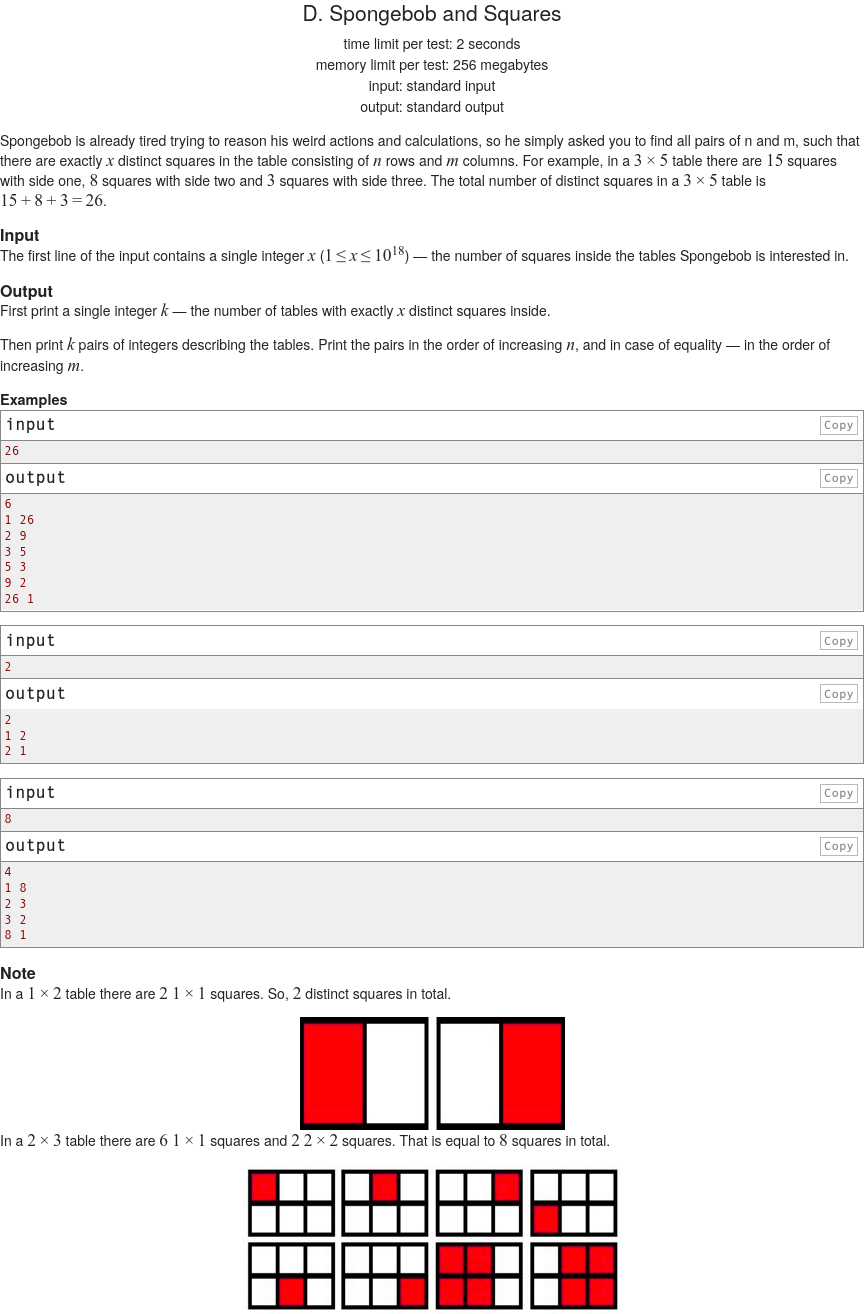 D. Spongebob and Squares
time limit per test: 2 seconds
memory limit per test: 256 megabytes
input: standard input
output: standard output
Spongebob is already tired trying to reason his weird actions and calculations, so he simply asked you to find all pairs of n and m, such that
there are exactly x distinct squares in the table consisting of n rows and m columns. For example, in a 3 × 5 table there are 15 squares
with side one, 8 squares with side two and 3 squares with side three. The total number of distinct squares in a 3 × 5 table is
15 + 8 + 3 = 26.
Input
The first line of the input contains a single integer x (1 ≤ x ≤ 10^18) — the number of squares inside the tables Spongebob is interested in.
Output
First print a single integer k — the number of tables with exactly x distinct squares inside.
Then print k pairs of integers describing the tables. Print the pairs in the order of increasing n, and in case of equality — in the order of
increasing m.
Examples
input Copy
26
output Copy
6
1 26
2 9
3 5
5 3
9 2
26 1
input Copy
2
output Copy
2
1 2
2 1
input Copy
8
output Copy
4
1 8
2 3
3 2
8 1
Note
In a 1 × 2 table there are 2 1 × 1 squares. So, 2 distinct squares in total.
In a 2 × 3 table there are 6 1 × 1 squares and 2 2 × 2 squares. That is equal to 8 squares in total.